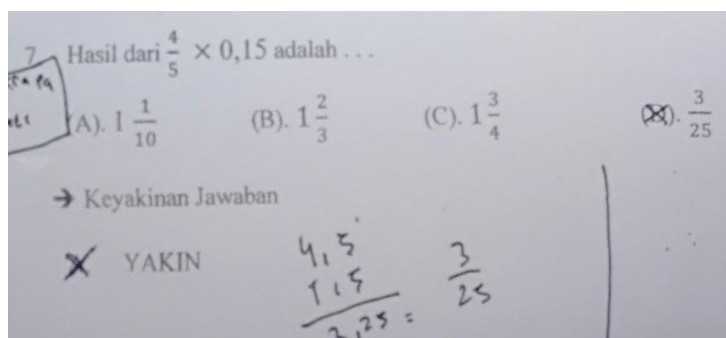 7. Hasil dari 4/5 × 0,15 adalah . . .
(A). 1 1/10 (B). 1 2/3 (C). 1 3/4 (D). 3/25
→ Keyakinan Jawaban
X YAKIN
4,5
1,5
,25 = 3/25